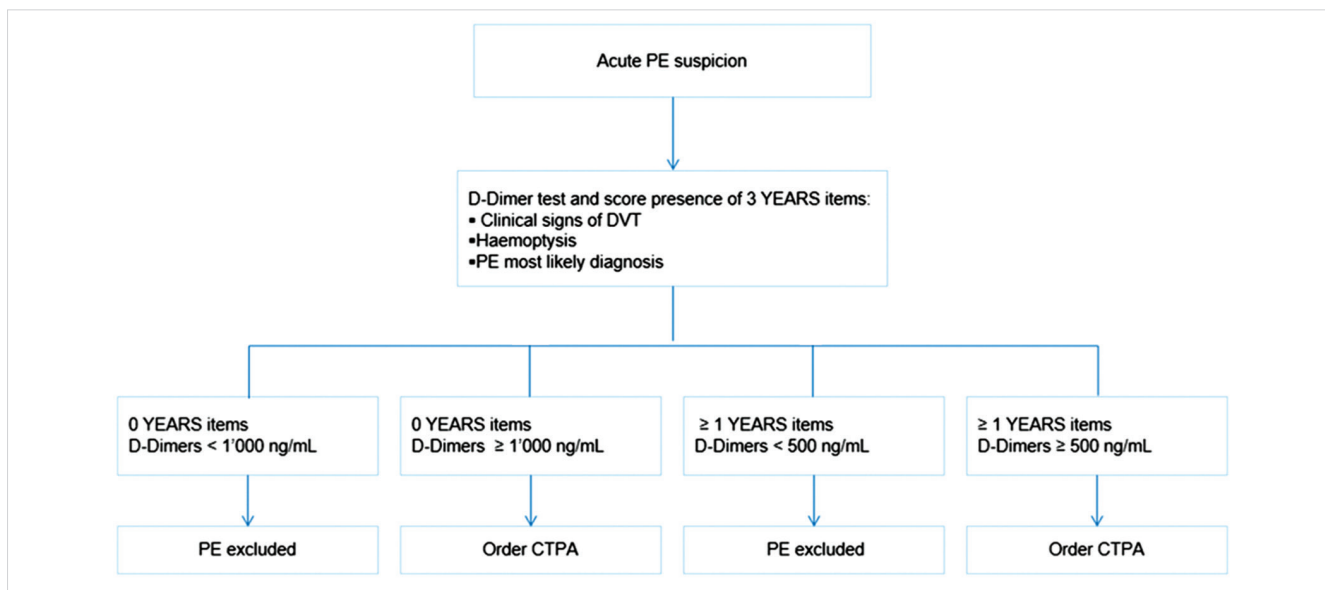 Acute PE suspicion
D-Dimer test and score presence of 3 YEARS items:
▪ Clinical signs of DVT
▪Haemoptysis
▪PE most likely diagnosis
0 YEARS items
D-Dimers < 1'000 ng/mL
0 YEARS items
D-Dimers ≥ 1'000 ng/mL
≥ 1 YEARS items
D-Dimers < 500 ng/mL
≥ 1 YEARS items
D-Dimers ≥ 500 ng/mL
PE excluded
Order CTPA
PE excluded
Order CTPA